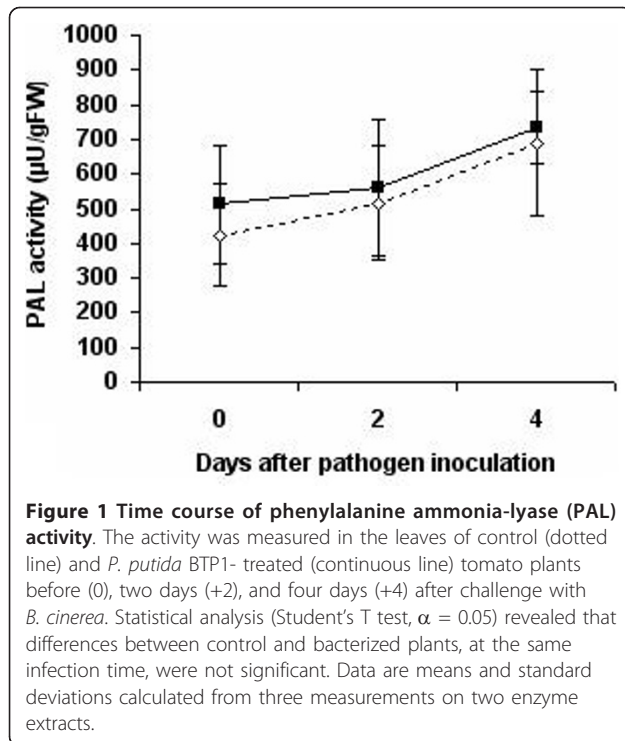 1000
900
800
700
600
500
400
300
200
100
0
PAL activity (µU/gFW)
0 2 4
Days after pathogen inoculation
Figure 1 Time course of phenylalanine ammonia-lyase (PAL)
activity. The activity was measured in the leaves of control (dotted
line) and P. putida BTP1- treated (continuous line) tomato plants
before (0), two days (+2), and four days (+4) after challenge with
B. cinerea. Statistical analysis (Student's T test, α = 0.05) revealed that
differences between control and bacterized plants, at the same
infection time, were not significant. Data are means and standard
deviations calculated from three measurements on two enzyme
extracts.